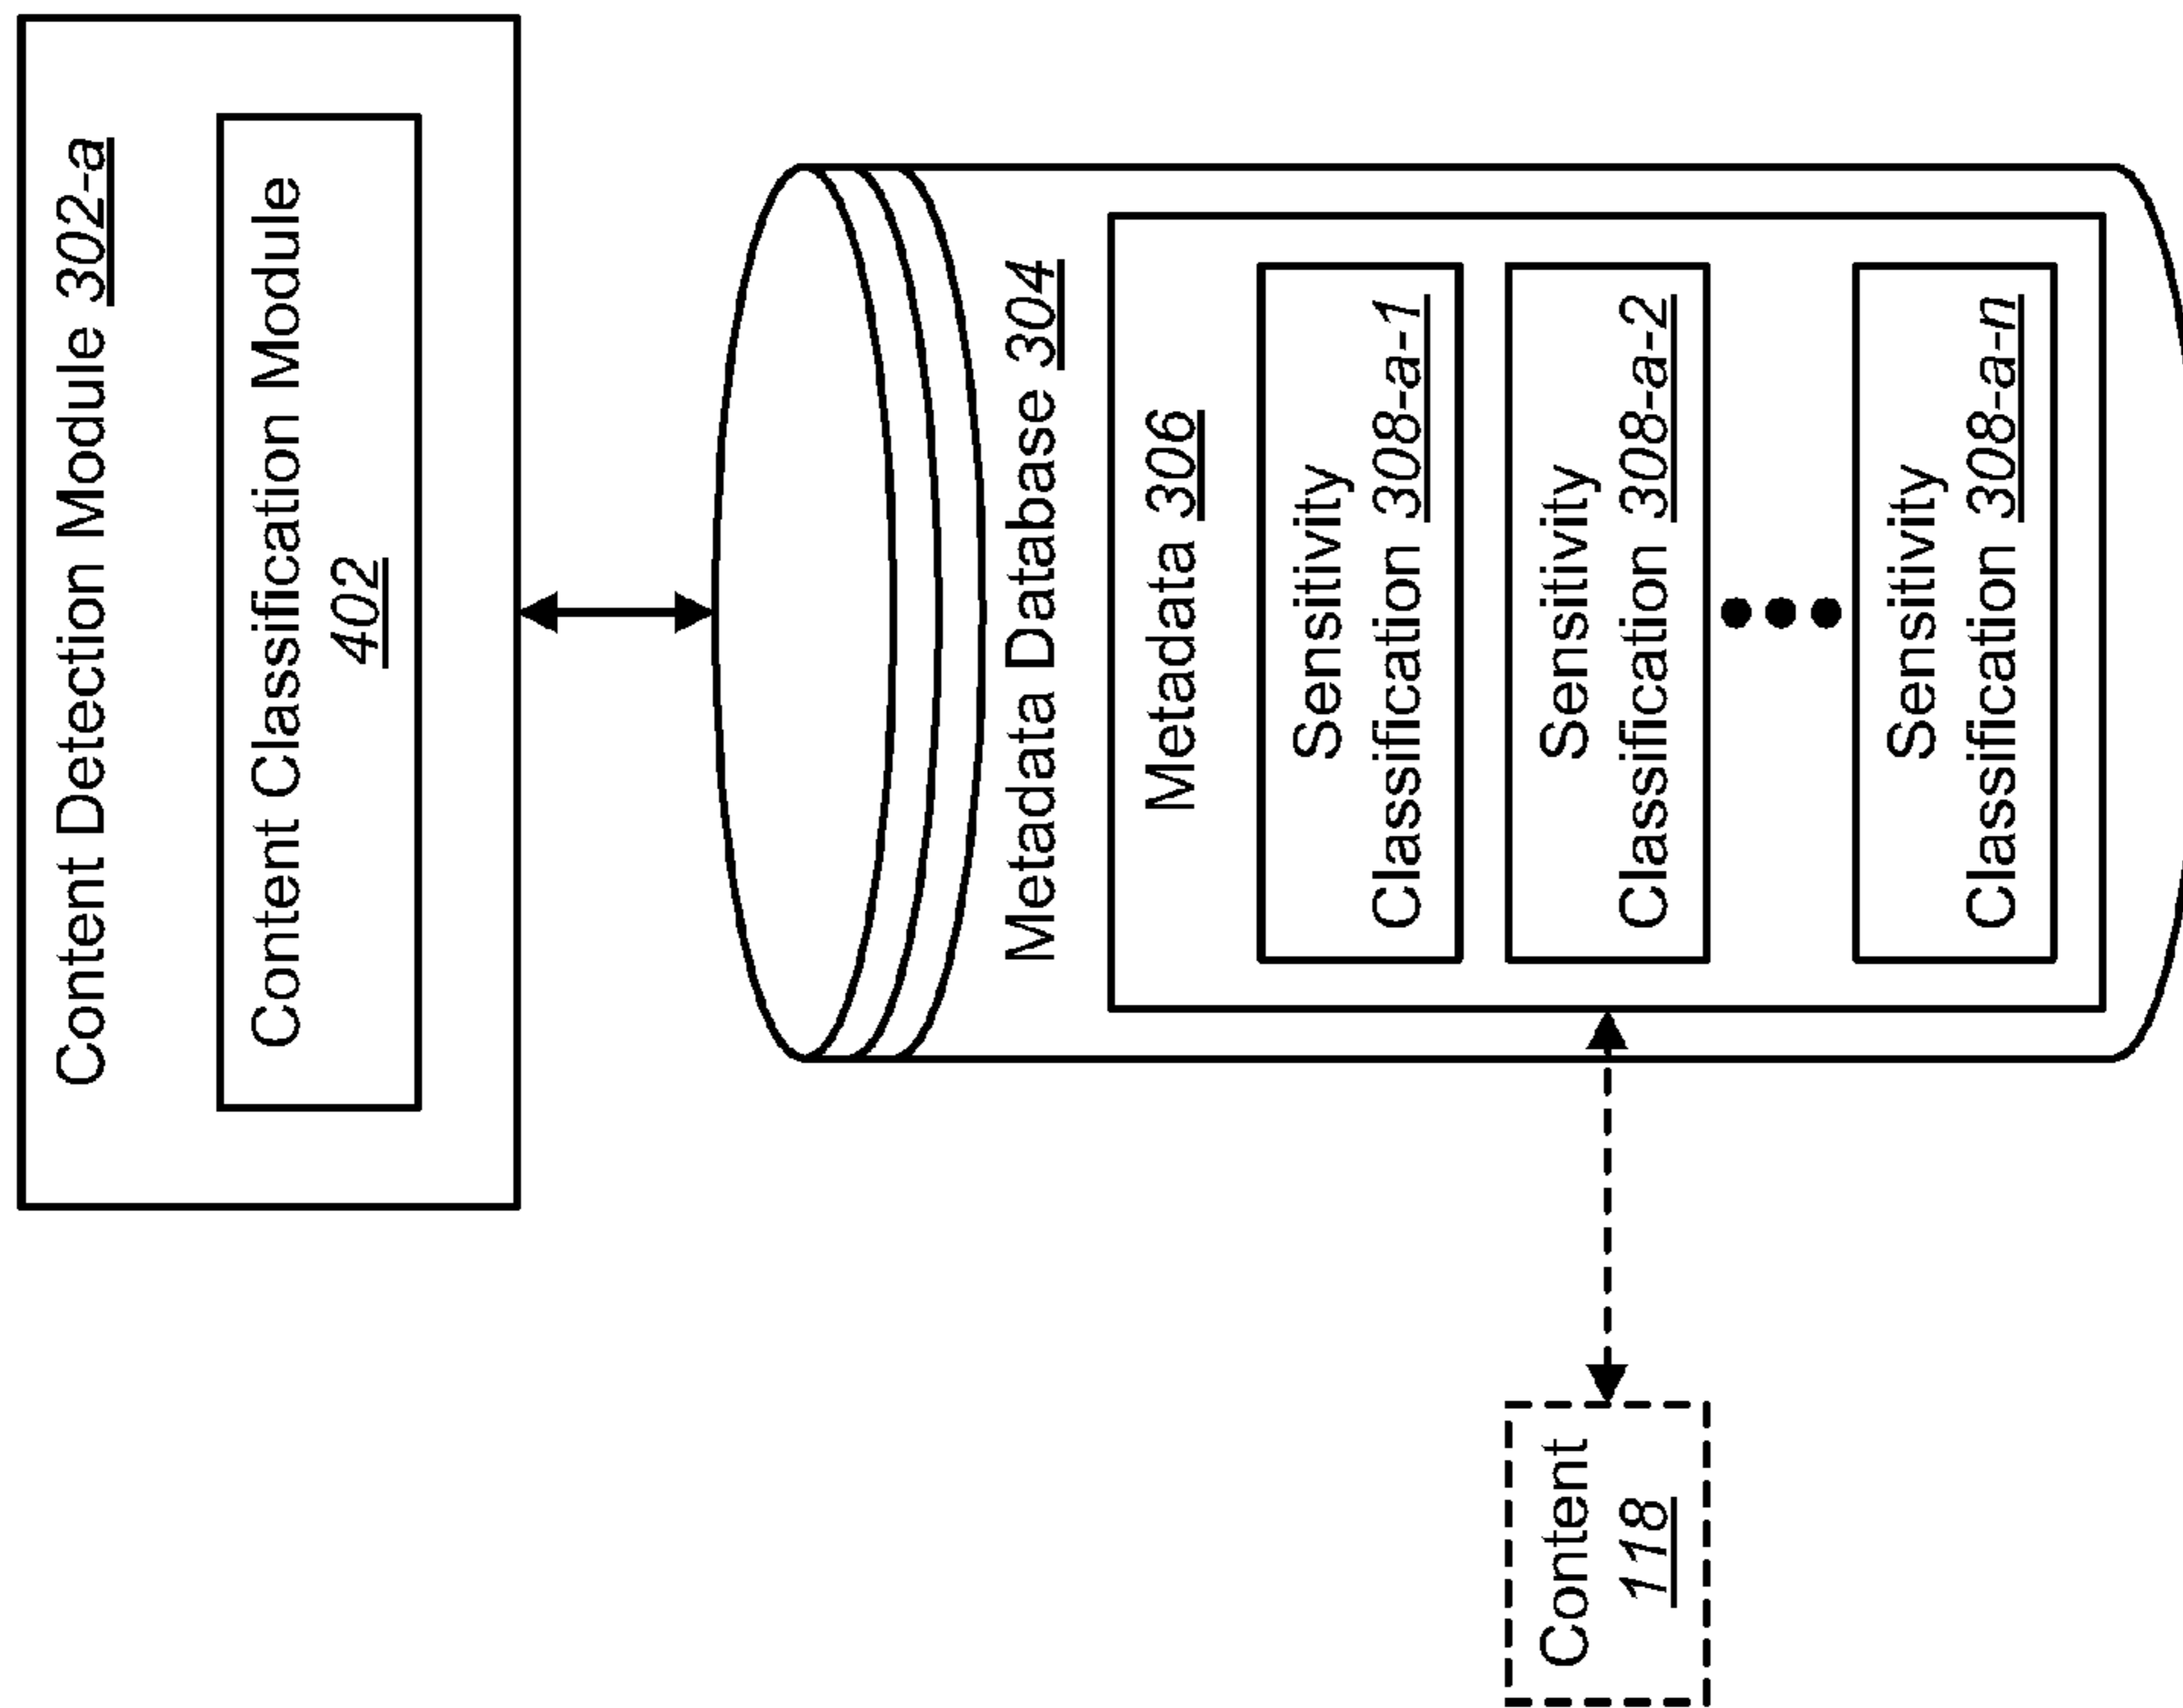 Content Detection Module 302-a
Content Classification Module
402
Metadata Database 304
Metadata 306
Sensitivity
Classification 308-a-1
Sensitivity
Classification 308-a-2
Sensitivity
Classification 308-a-n
Content
118